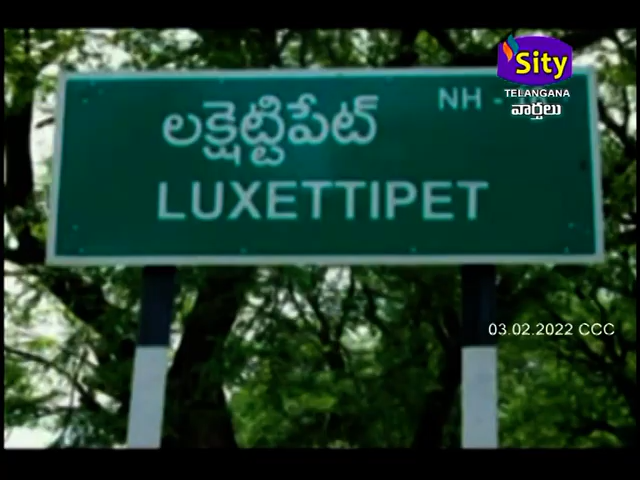 Sity
TELANGANA
వార్తలు
NH -
లక్షెట్టిపేట్
LUXETTIPET
03.02.2022 CCC